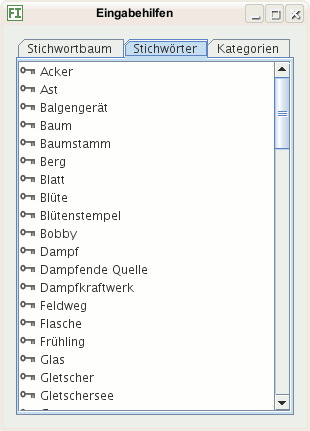 FI Eingabehilfen
Stichwortbaum Stichwörter Kategorien
Acker
Ast
Balgengerät
Baum
Baumstamm
Berg
Blatt
Blüte
Blütenstempel
Bobby
Dampf
Dampfende Quelle
Dampfkraftwerk
Feldweg
Flasche
Frühling
Glas
Gletscher
Gletschersee